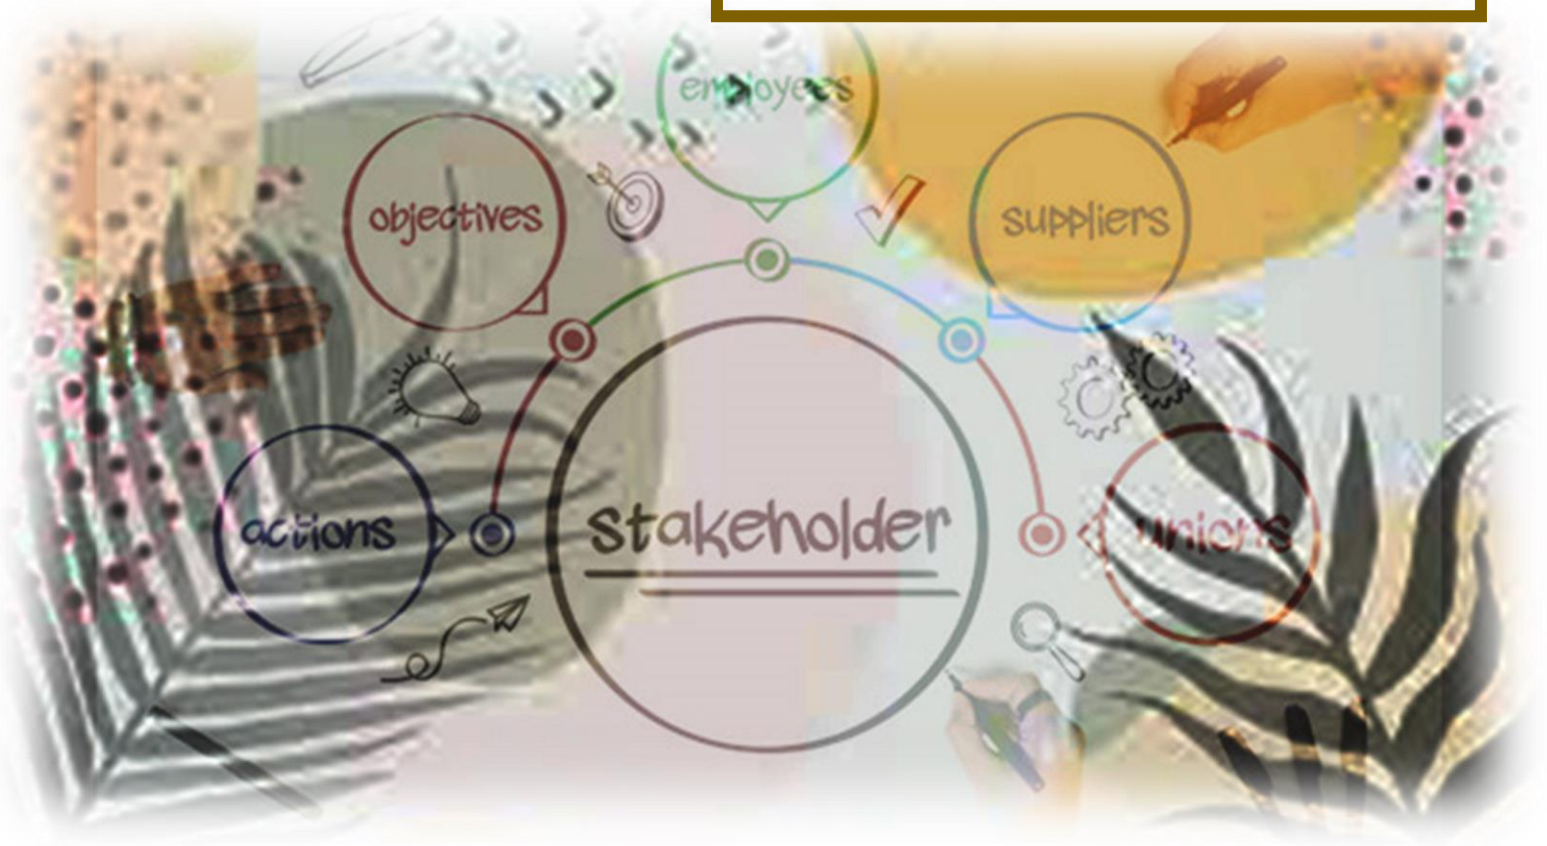 employees
objectives
suppliers
actions
stakeholder
unions